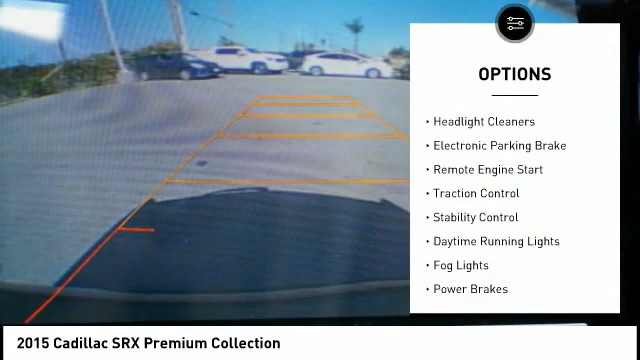 OPTIONS
‣ Headlight Cleaners
‣ Electronic Parking Brake
‣ Remote Engine Start
‣ Traction Control
‣ Stability Control
‣ Daytime Running Lights
‣ Fog Lights
‣ Power Brakes
2015 Cadillac SRX Premium Collection